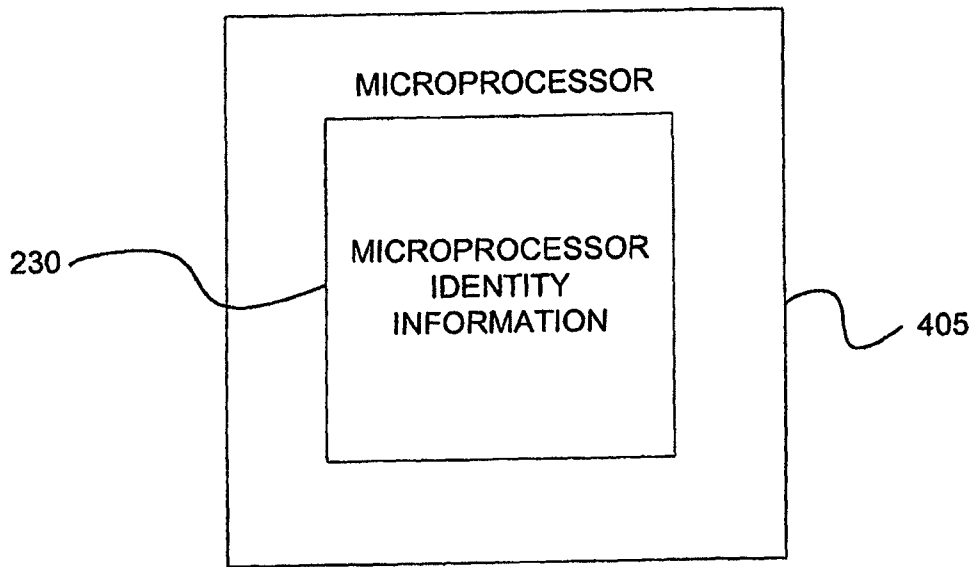 MICROPROCESSOR
MICROPROCESSOR
IDENTITY
INFORMATION
230
405